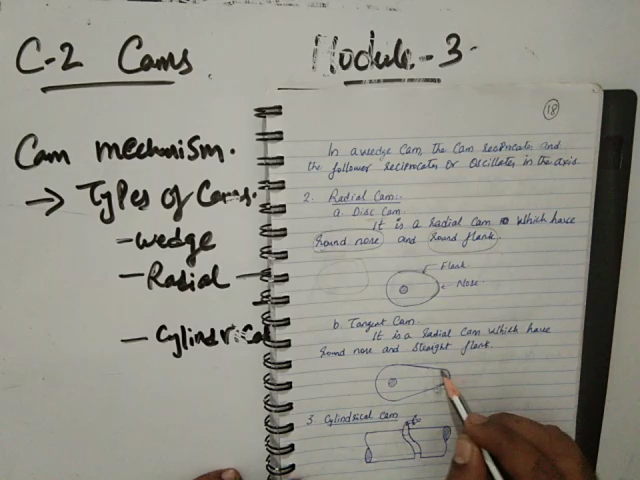 C-2 Cams
Module-3.
Cam mechanism.
→ Types of Cams.
- wedge
- Radial -
- Cylindrical
18
In a wedge Cam, the Cam reciprocates and
the follower reciprocates Or Oscillates in the axis
2. Radial Cam:-
a. Disc Cam
It is a radial Cam which have
round nose and round flank.
Flank
Nose
b. Tangent Cam
It is a radial Cam which have
round nose and straight flank.
3. Cylindrical Cam